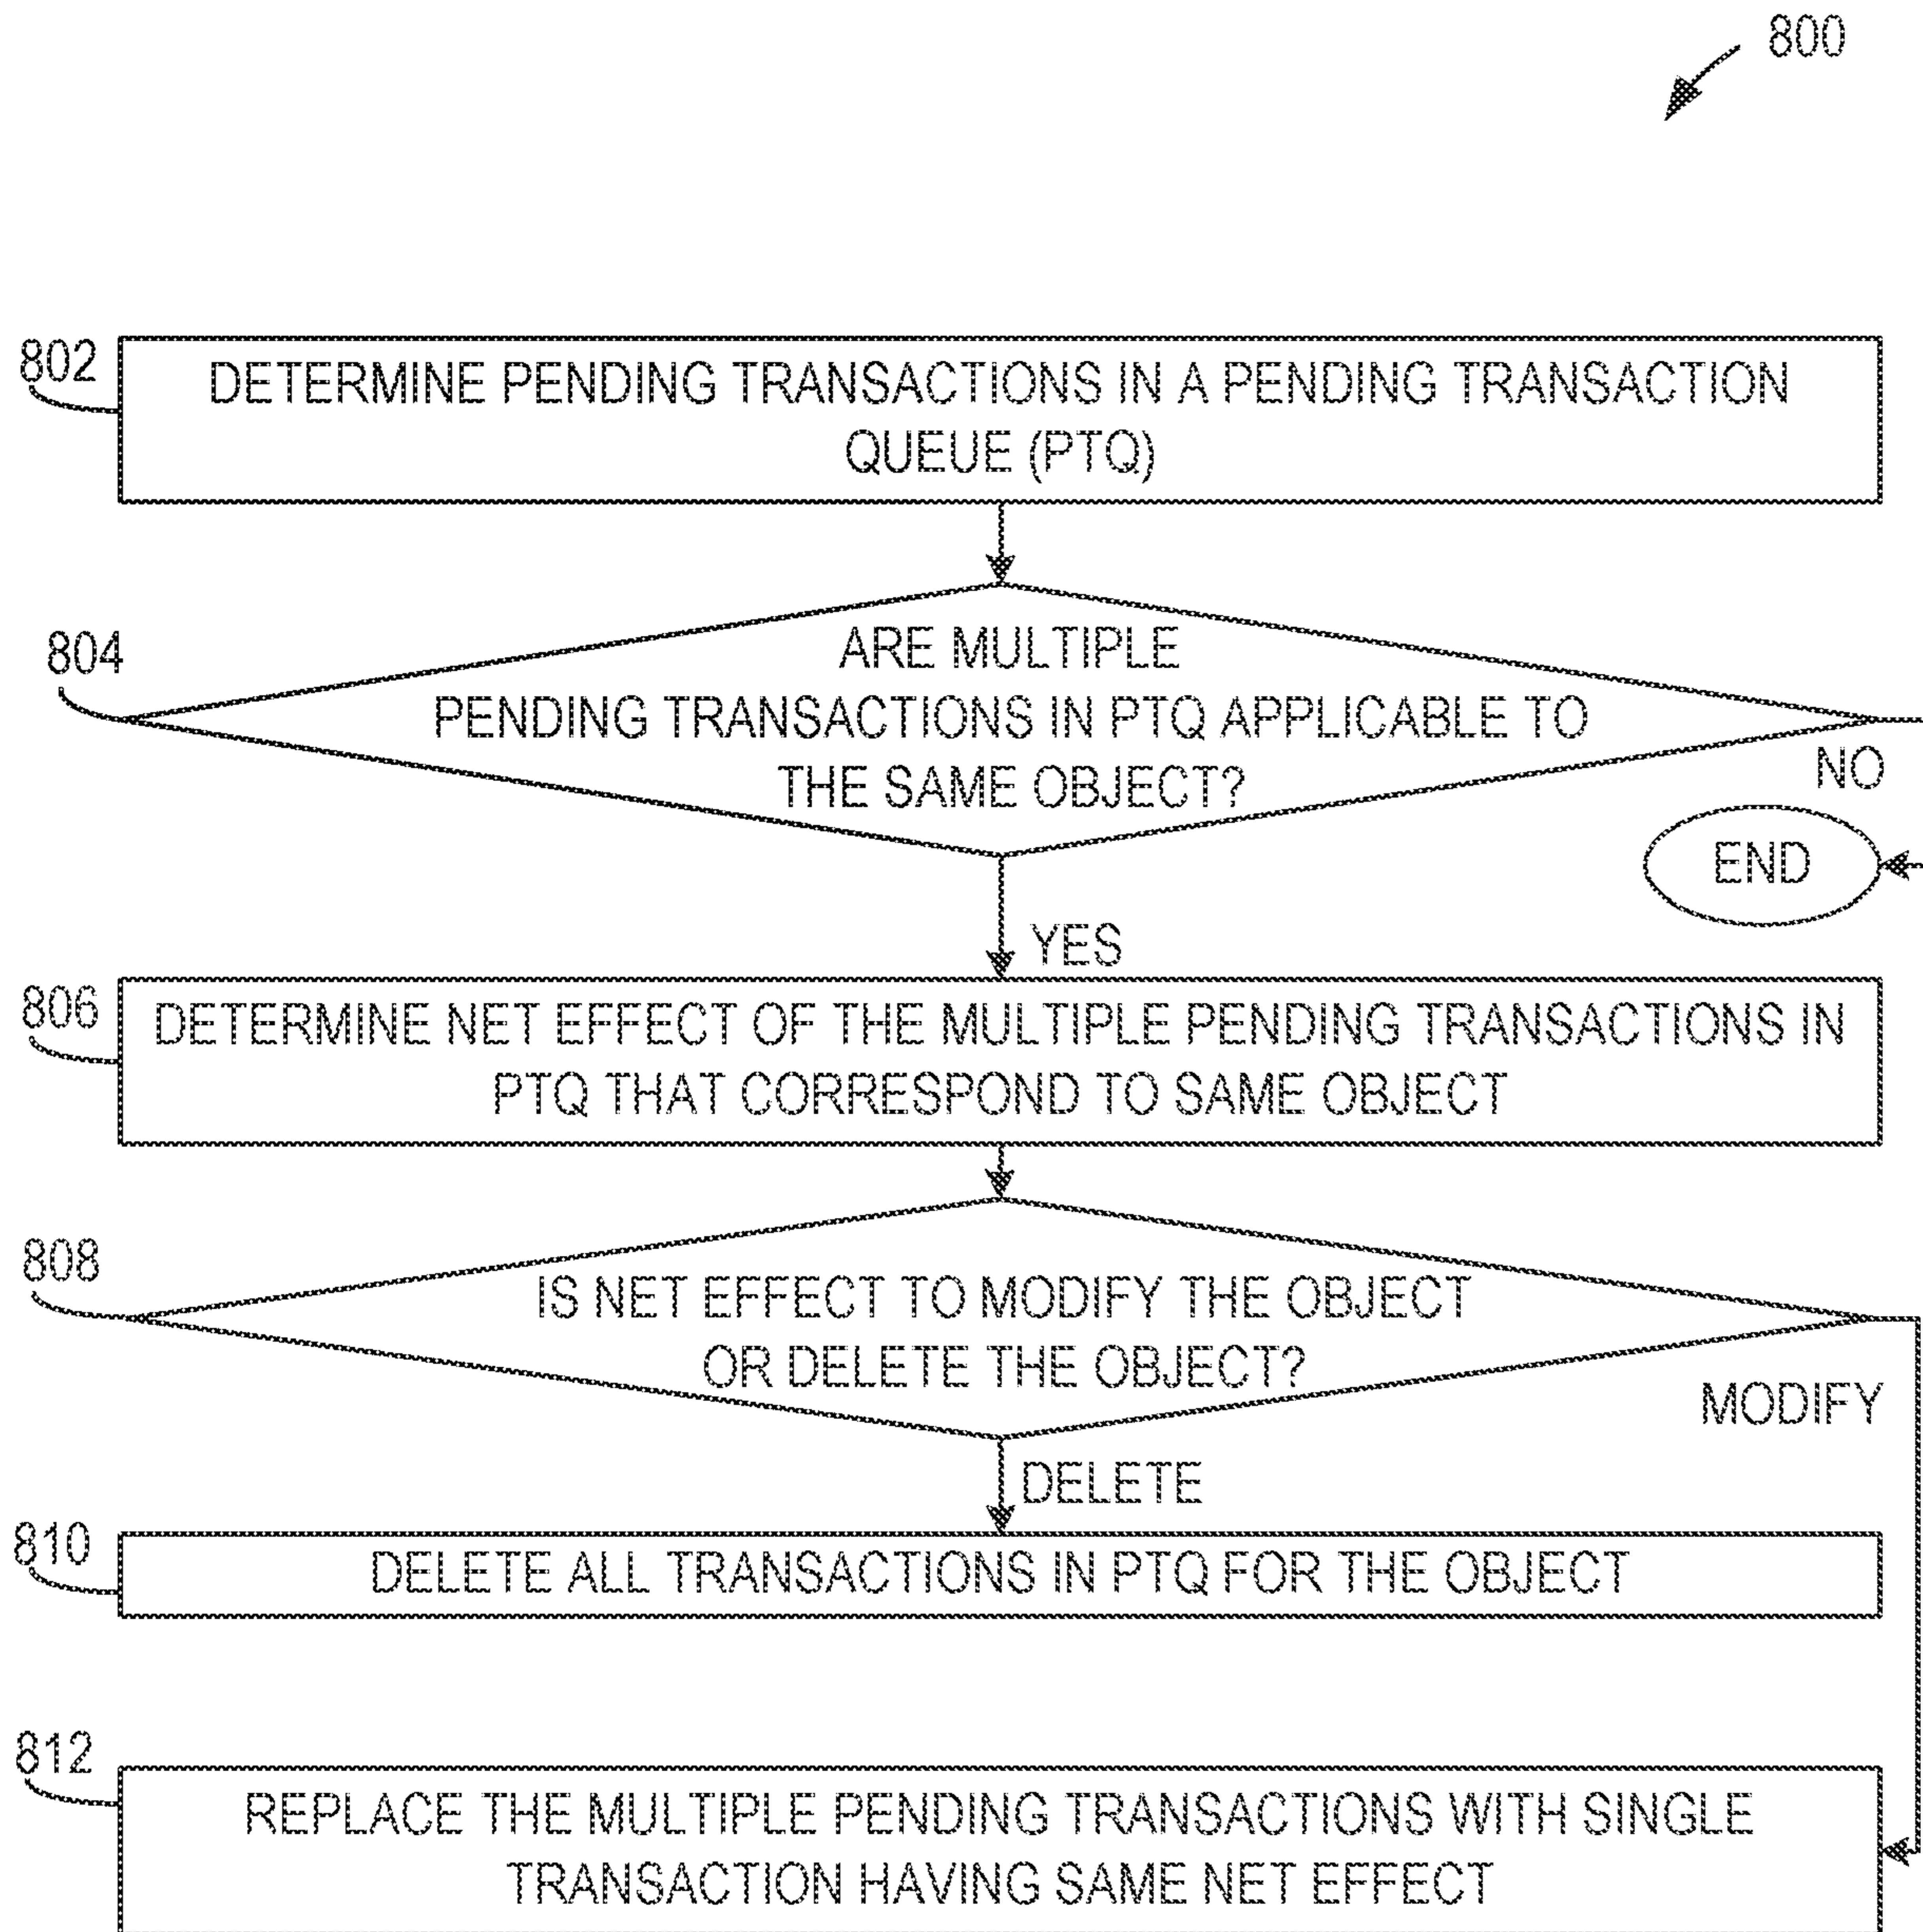 800
802
DETERMINE PENDING TRANSACTIONS IN A PENDING TRANSACTION
QUEUE (PTQ)
804
ARE MULTIPLE
PENDING TRANSACTIONS IN PTQ APPLICABLE TO
THE SAME OBJECT?
NO
END
YES
806
DETERMINE NET EFFECT OF THE MULTIPLE PENDING TRANSACTIONS IN
PTQ THAT CORRESPOND TO SAME OBJECT
808
IS NET EFFECT TO MODIFY THE OBJECT
OR DELETE THE OBJECT?
MODIFY
DELETE
810
DELETE ALL TRANSACTIONS IN PTQ FOR THE OBJECT
812
REPLACE THE MULTIPLE PENDING TRANSACTIONS WITH SINGLE
TRANSACTION HAVING SAME NET EFFECT